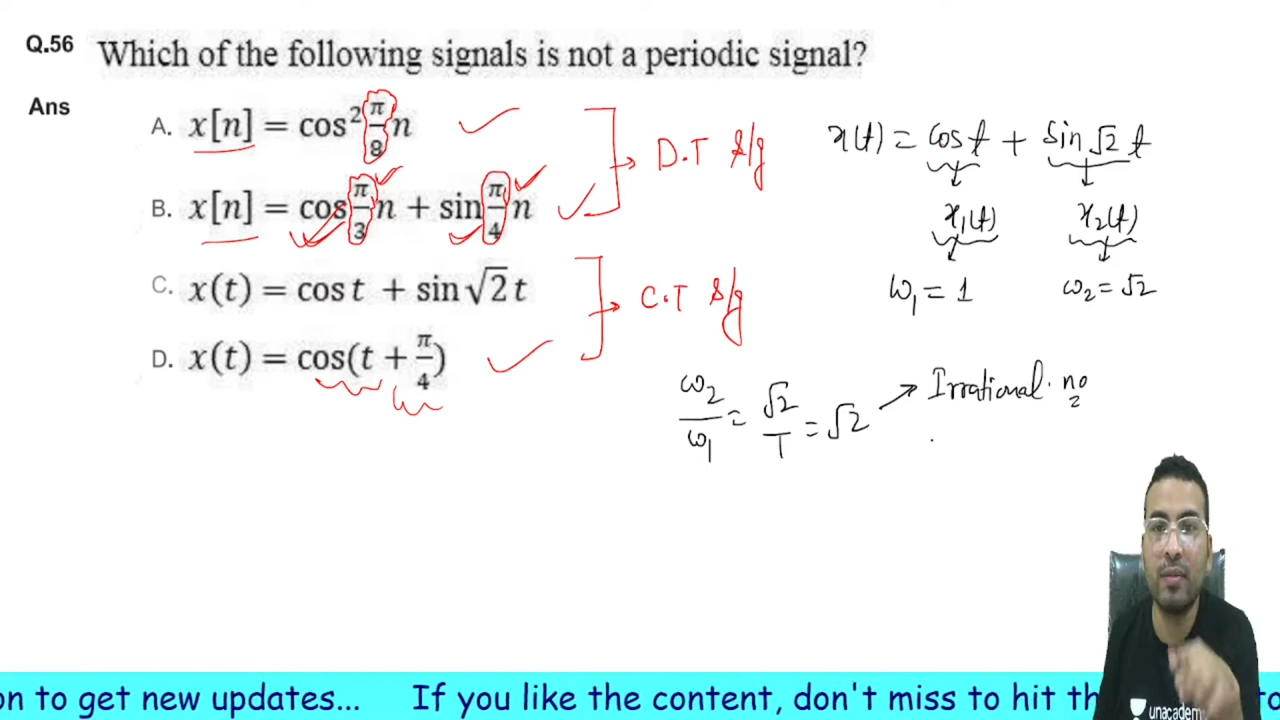 Q.56 Which of the following signals is not a periodic signal?
Ans
A. x[n] = cos² π/8 n
B. x[n] = cos π/3 n + sin π/4 n
C. x(t) = cos t + sin √2 t
D. x(t) = cos(t + π/4)
D.T s/g
C.T s/g
x(t) = cos t + sin √2 t
x₁(t) x₂(t)
ω₁ = 1 ω₂ = √2
ω₂/ω₁ = √2/1 = √2 → Irrational no
unacademy
on to get new updates... If you like the content, don't miss to hit th